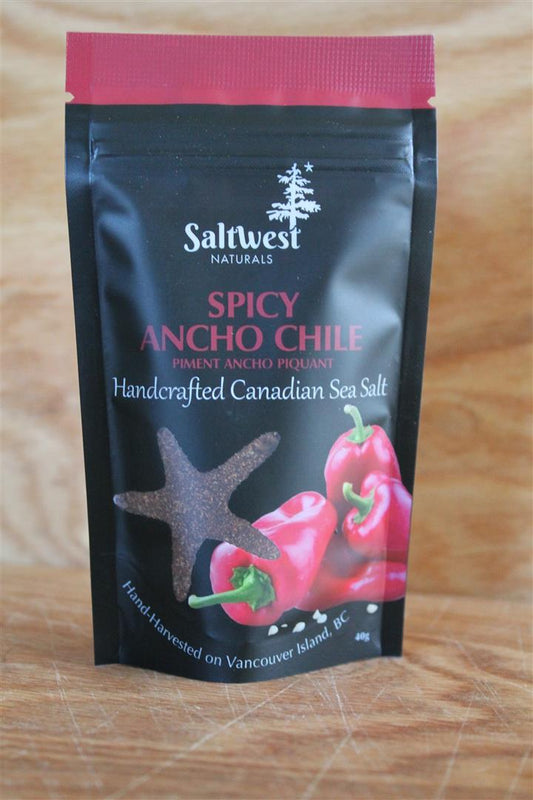 SaltWest
NATURALS
SPICY
ANCHO CHILE
PIMENT ANCHO PIQUANT
Handcrafted Canadian Sea Salt
Hand-Harvested on Vancouver Island, BC
40g